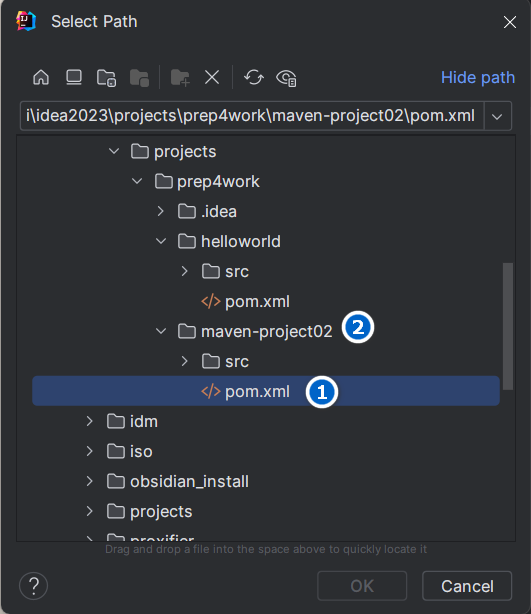 Select Path
Hide path
i\idea2023\projects\prep4work\maven-project02\pom.xml
projects
prep4work
.idea
helloworld
src
</> pom.xml
maven-project02 2
src
</> pom.xml 1
idm
iso
obsidian_install
projects
proxifier
Drag and drop a file into the space above to quickly locate it
? OK Cancel